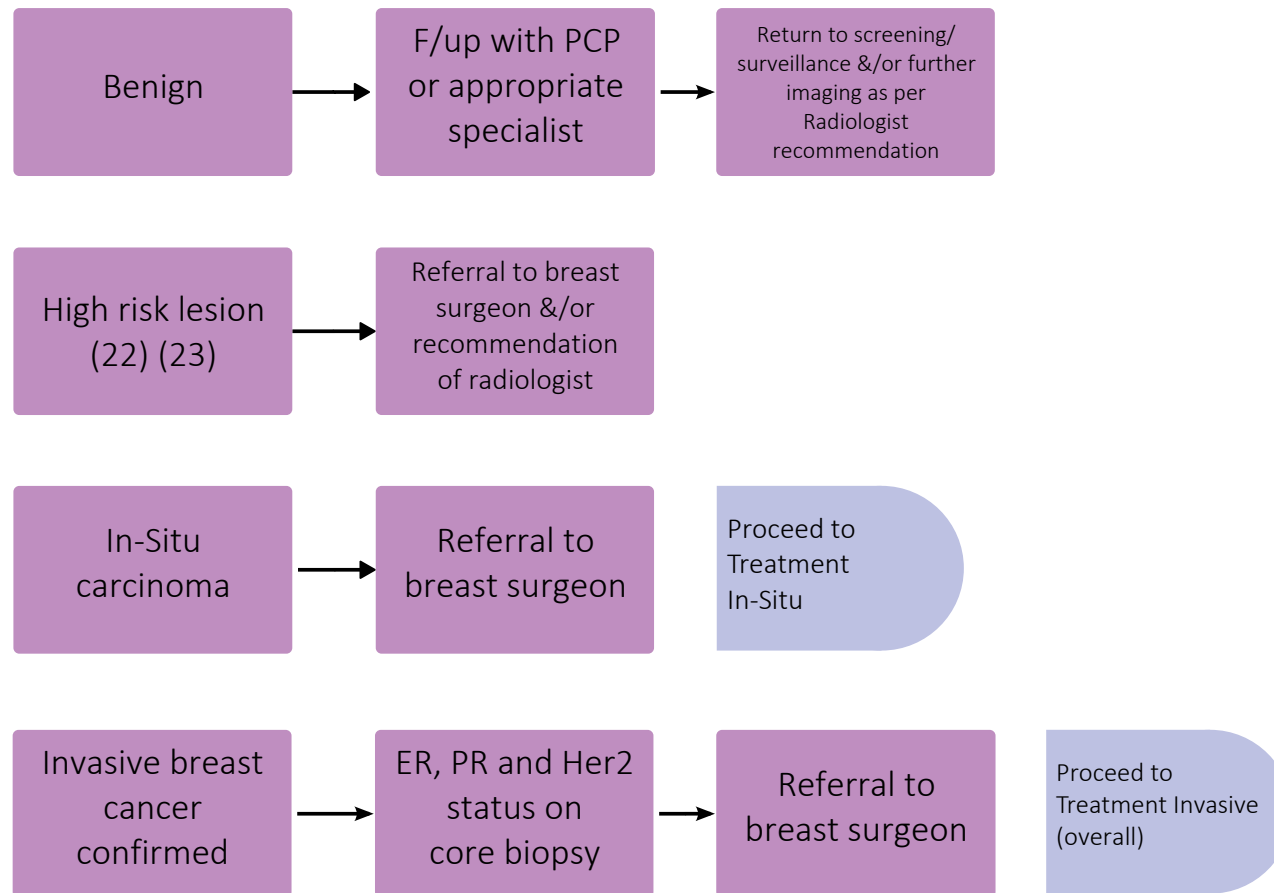 Benign
F/up with PCP
or appropriate
specialist
Return to screening/
surveillance &/or further
imaging as per
Radiologist
recommendation
High risk lesion
(22) (23)
Referral to breast
surgeon &/or
recommendation
of radiologist
In-Situ
carcinoma
Referral to
breast surgeon
Proceed to
Treatment
In-Situ
Invasive breast
cancer
confirmed
ER, PR and Her2
status on
core biopsy
Referral to
breast surgeon
Proceed to
Treatment Invasive
(overall)